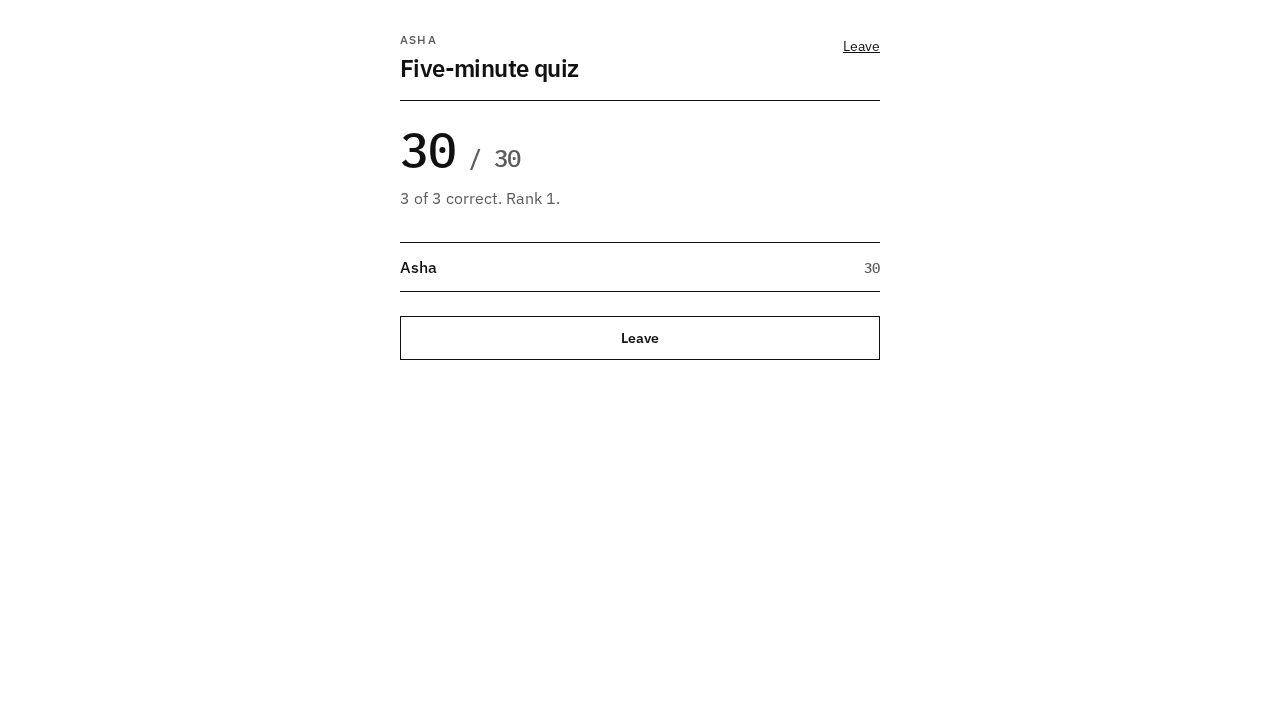 ASHA
Leave
Five-minute quiz
30 / 30
3 of 3 correct. Rank 1.
Asha 30
Leave